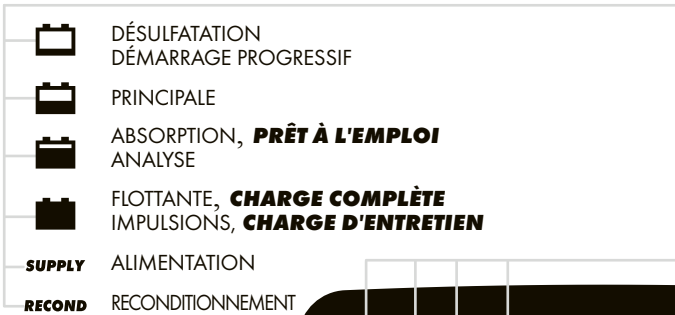 DÉSULFATATION
DÉMARRAGE PROGRESSIF
PRINCIPALE
ABSORPTION, PRÊT À L'EMPLOI
ANALYSE
FLOTTANTE, CHARGE COMPLÈTE
IMPULSIONS, CHARGE D'ENTRETIEN
SUPPLY ALIMENTATION
RECOND RECONDITIONNEMENT